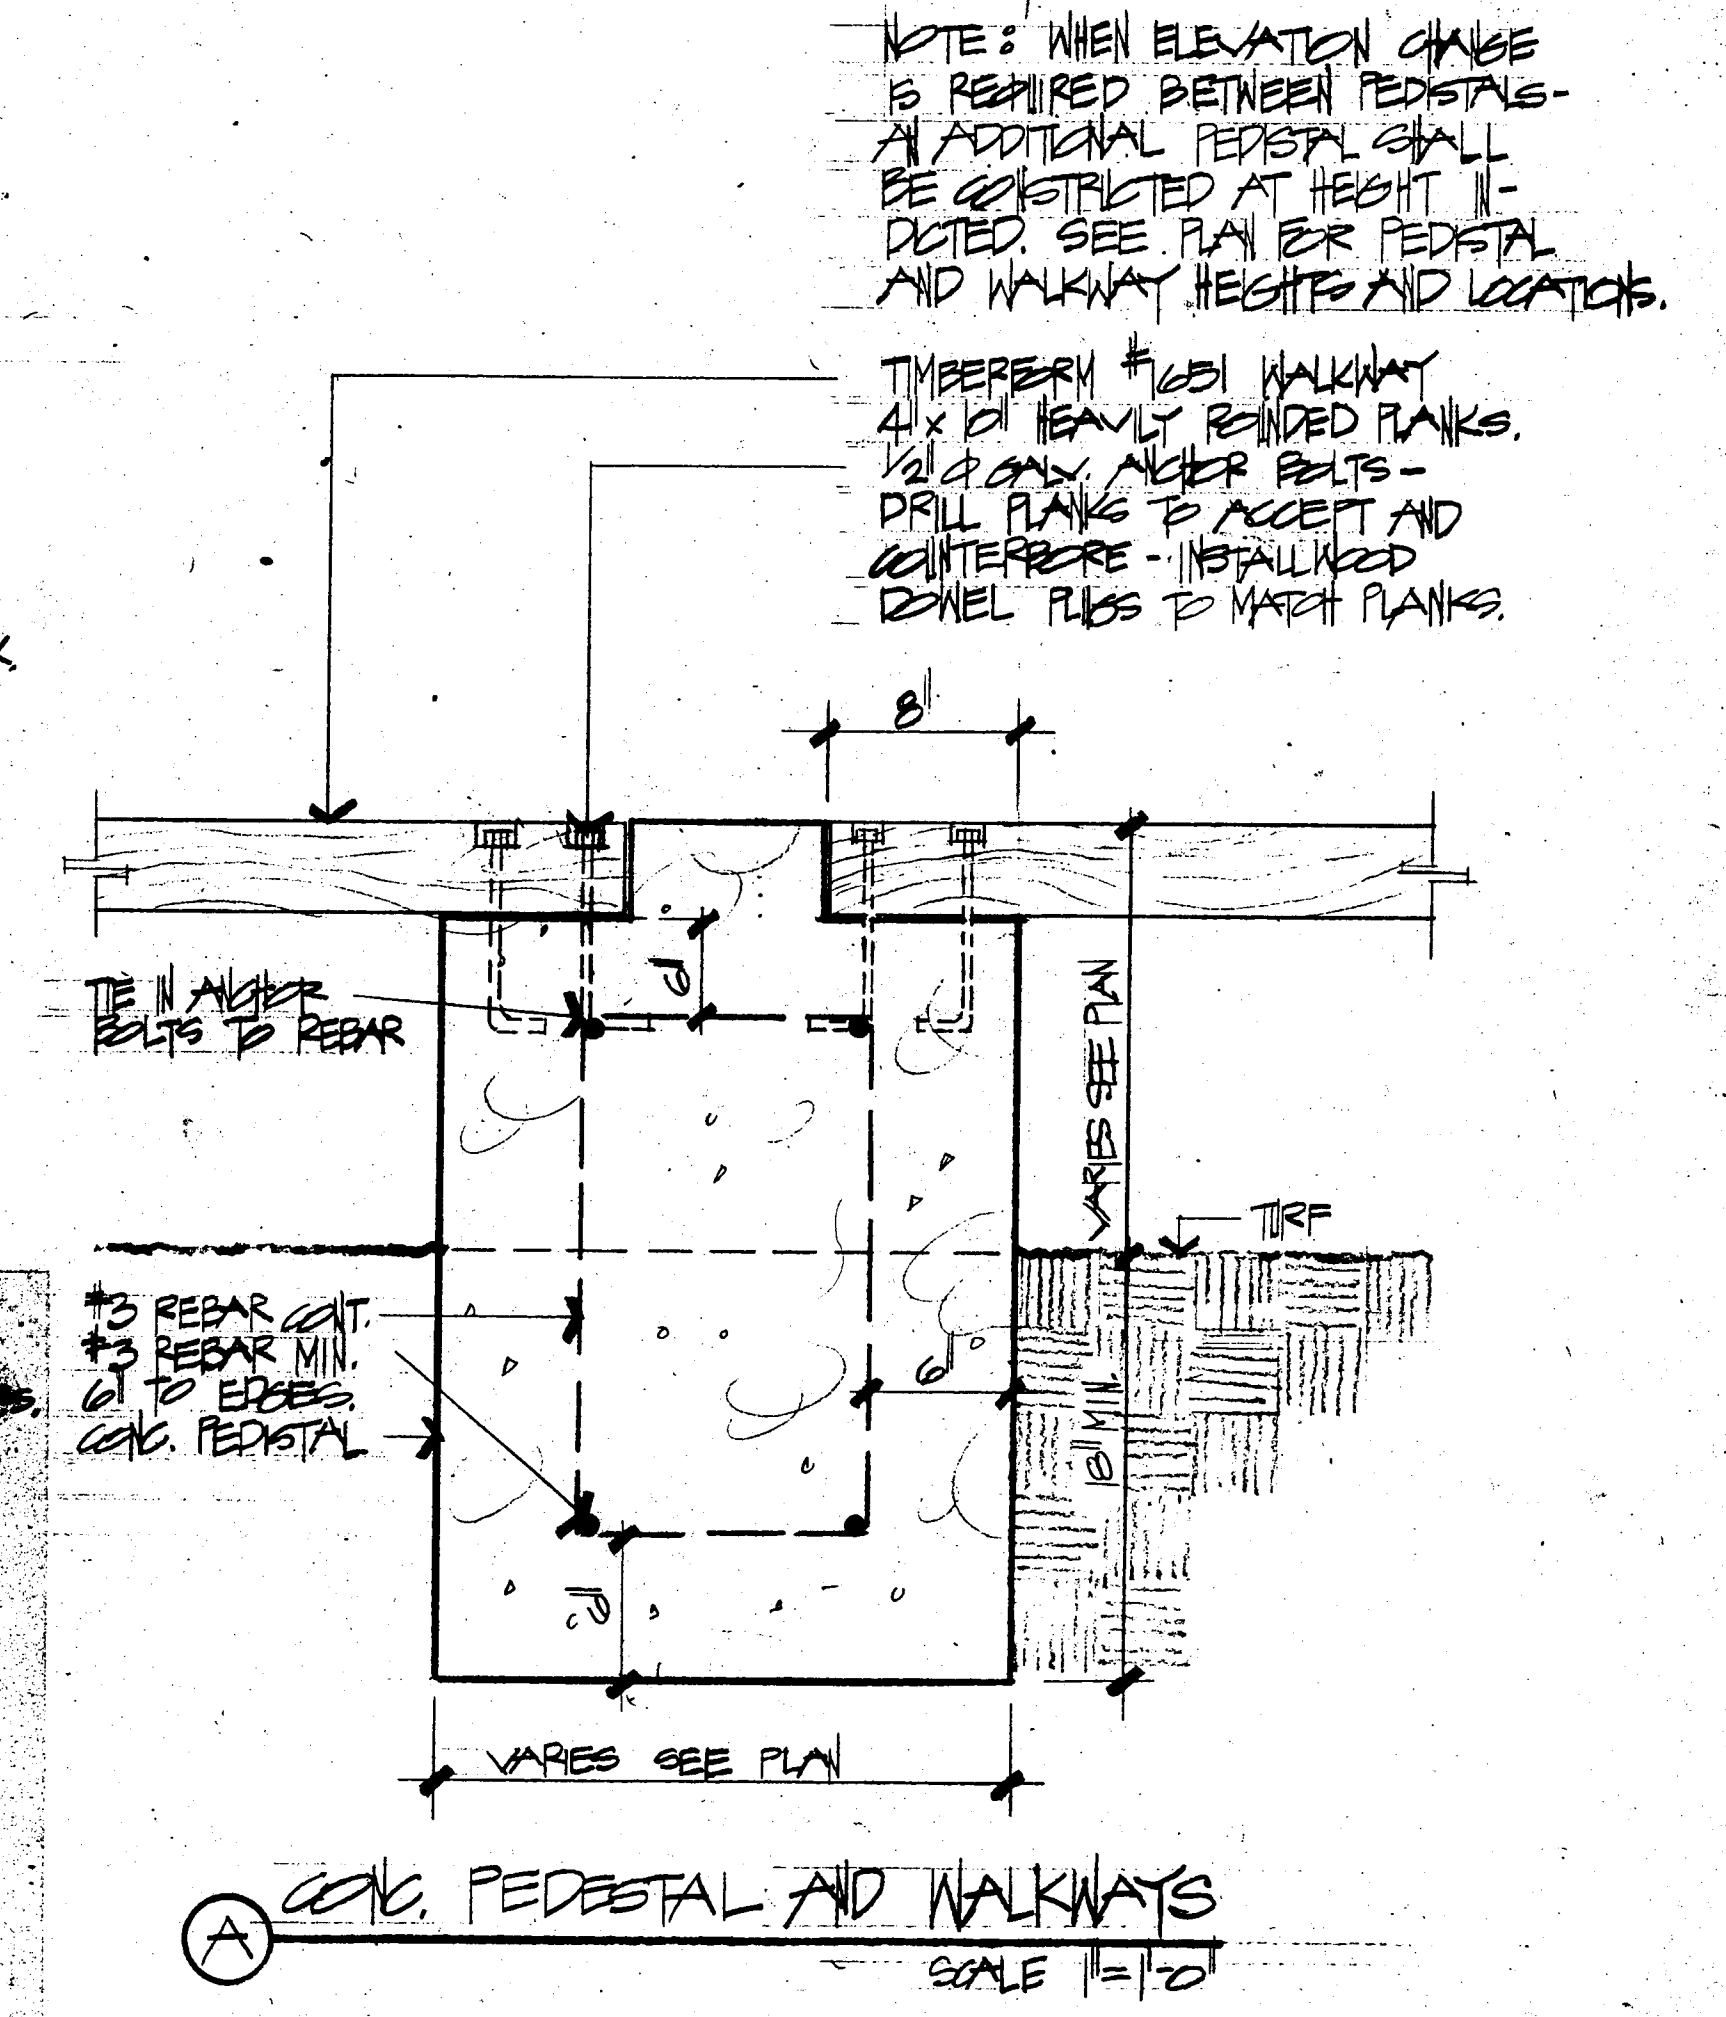 NOTE: WHEN ELEVATION CHANGE
IS REQUIRED BETWEEN PEDISTALS-
AN ADDITIONAL PEDISTAL SHALL
BE CONSTRICTED AT HEIGHT IN-
DICTED. SEE PLAN FOR PEDISTAL
AND WALKWAY HEIGHTS AND LOCATIONS.
TIMBERFORM #1651 WALKWAY
4" x 10" HEAVILY ROUNDED PLANKS.
1/2" Φ GALV. ANCHOR BOLTS-
DRILL PLANKS TO ACCEPT AND
COUNTERBORE - INSTALL WOOD
DOWEL PLUGS TO MATCH PLANKS.
8"
6"
TIE IN ANCHOR
BOLTS TO REBAR
VARIES SEE PLAN
TURF
#3 REBAR CONT.
#3 REBAR MIN.
6" TO EDGES.
CONC. PEDISTAL
6"
18" MIN.
6"
VARIES SEE PLAN
A
CONC. PEDESTAL AND WALKWAYS
SCALE 1"=1'-0"